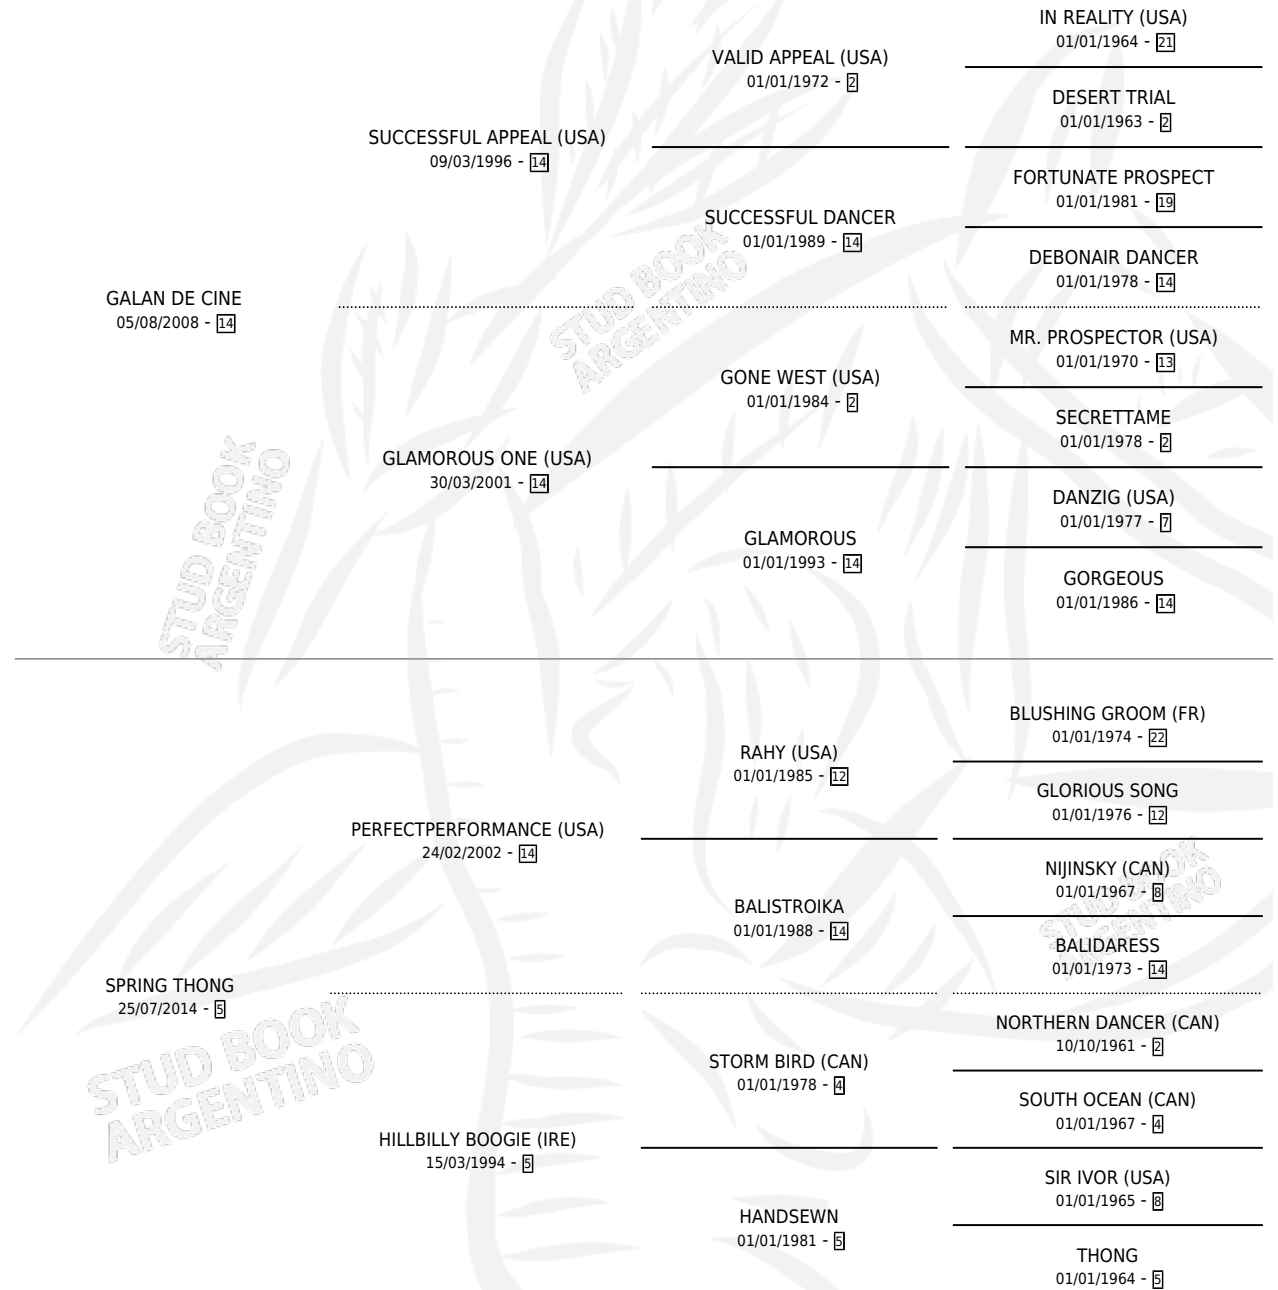 IN REALITY (USA)
01/01/1964 - 21
VALID APPEAL (USA)
01/01/1972 - 2
DESERT TRIAL
01/01/1963 - 2
SUCCESSFUL APPEAL (USA)
09/03/1996 - 14
FORTUNATE PROSPECT
01/01/1981 - 19
SUCCESSFUL DANCER
01/01/1989 - 14
DEBONAIR DANCER
01/01/1978 - 14
STUD BOOK
ARGENTINO
GALAN DE CINE
05/08/2008 - 14
MR. PROSPECTOR (USA)
01/01/1970 - 13
GONE WEST (USA)
01/01/1984 - 2
SECRETTAME
01/01/1978 - 2
GLAMOROUS ONE (USA)
30/03/2001 - 14
DANZIG (USA)
01/01/1977 - 7
GLAMOROUS
01/01/1993 - 14
GORGEOUS
01/01/1986 - 14
STUD BOOK
ARGENTINO
BLUSHING GROOM (FR)
01/01/1974 - 22
RAHY (USA)
01/01/1985 - 12
GLORIOUS SONG
01/01/1976 - 12
PERFECTPERFORMANCE (USA)
24/02/2002 - 14
NIJINSKY (CAN)
01/01/1967 - 8
BALISTROIKA
01/01/1988 - 14
BALIDARESS
01/01/1973 - 14
STUD BOOK
ARGENTINO
SPRING THONG
25/07/2014 - 5
NORTHERN DANCER (CAN)
10/10/1961 - 2
STORM BIRD (CAN)
01/01/1978 - 4
SOUTH OCEAN (CAN)
01/01/1967 - 4
STUD BOOK
ARGENTINO
HILLBILLY BOOGIE (IRE)
15/03/1994 - 5
SIR IVOR (USA)
01/01/1965 - 8
HANDSEWN
01/01/1981 - 5
THONG
01/01/1964 - 5